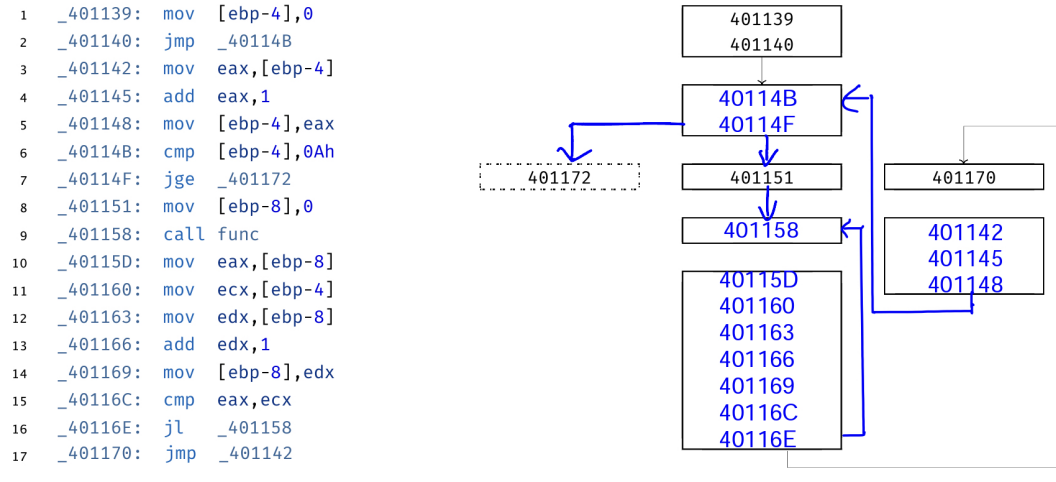 1 _401139: mov [ebp-4],0
2 _401140: jmp _40114B
3 _401142: mov eax,[ebp-4]
4 _401145: add eax,1
5 _401148: mov [ebp-4],eax
6 _40114B: cmp [ebp-4],0Ah
7 _40114F: jge _401172
8 _401151: mov [ebp-8],0
9 _401158: call func
10 _40115D: mov eax,[ebp-8]
11 _401160: mov ecx,[ebp-4]
12 _401163: mov edx,[ebp-8]
13 _401166: add edx,1
14 _401169: mov [ebp-8],edx
15 _40116C: cmp eax,ecx
16 _40116E: jl _401158
17 _401170: jmp _401142
401139
401140
40114B
40114F
401172
401151
401170
401158
401142
401145
401148
40115D
401160
401163
401166
401169
40116C
40116E